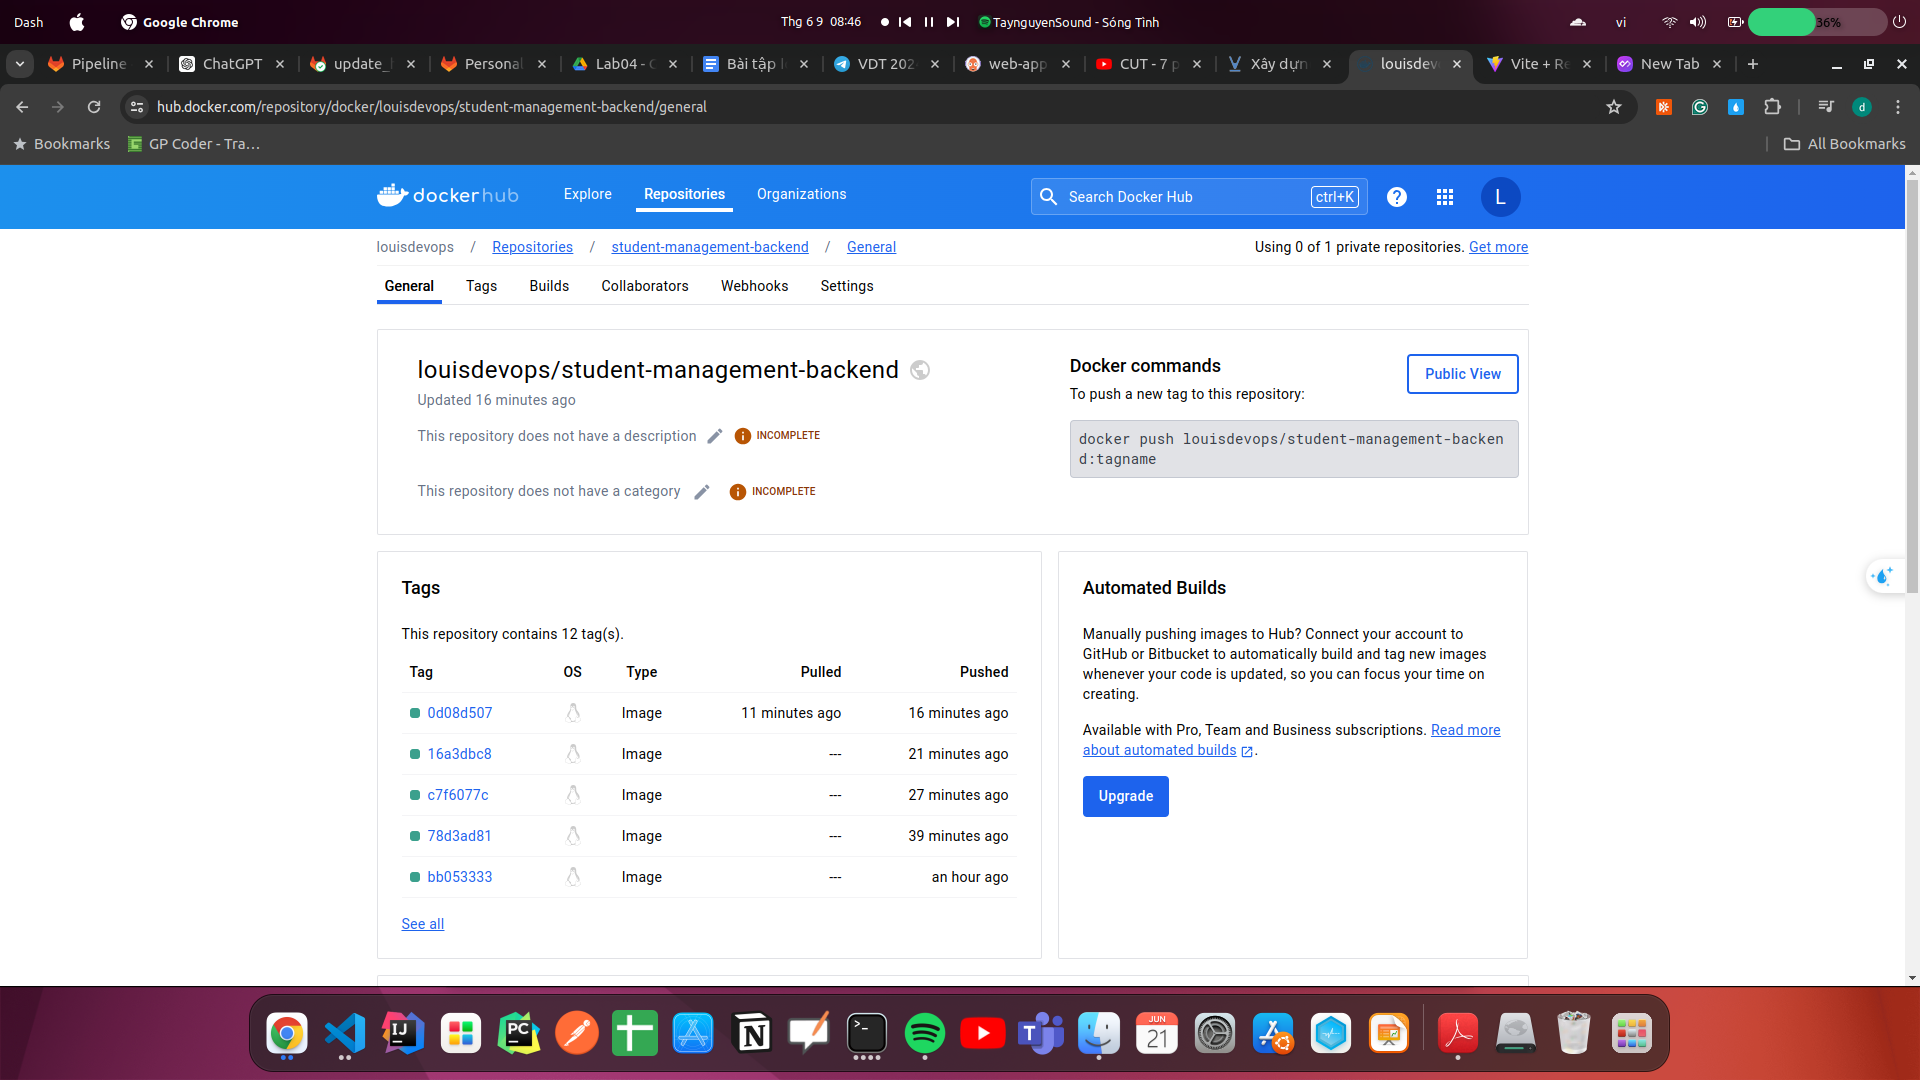 Dash
Google Chrome
Thg 6 9 08:46
TaynguyenSound - Sóng Tình
vi
36%
Pipeline
ChatGPT
update_
Personal
Lab04 -
Bài tập
VDT 202
web-app
CUT - 7 p
Xây dựn
louisdev
Vite + Re
New Tab
hub.docker.com/repository/docker/louisdevops/student-management-backend/general
d
Bookmarks
GP Coder - Tra…
All Bookmarks
docker hub
Explore
Repositories
Organizations
Search Docker Hub
ctrl+K
?
L
louisdevops / Repositories / student-management-backend / General
Using 0 of 1 private repositories. Get more
General
Tags
Builds
Collaborators
Webhooks
Settings
louisdevops/student-management-backend
Updated 16 minutes ago
This repository does not have a description
INCOMPLETE
This repository does not have a category
INCOMPLETE
Docker commands
Public View
To push a new tag to this repository:
docker push louisdevops/student-management-backen
d:tagname
Tags
This repository contains 12 tag(s).
Tag OS Type Pulled Pushed
0d08d507 Image 11 minutes ago 16 minutes ago
16a3dbc8 Image --- 21 minutes ago
c7f6077c Image --- 27 minutes ago
78d3ad81 Image --- 39 minutes ago
bb053333 Image --- an hour ago
See all
Automated Builds
Manually pushing images to Hub? Connect your account to
GitHub or Bitbucket to automatically build and tag new images
whenever your code is updated, so you can focus your time on
creating.
Available with Pro, Team and Business subscriptions. Read more
about automated builds .
Upgrade
IJ
PC
N
>_
T
JUN
21